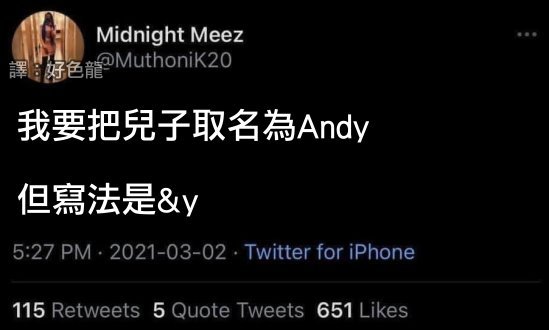 Midnight Meez
@MuthoniK20
譯：好色龍
我要把兒子取名為Andy
但寫法是&y
5:27 PM · 2021-03-02 · Twitter for iPhone
115 Retweets 5 Quote Tweets 651 Likes